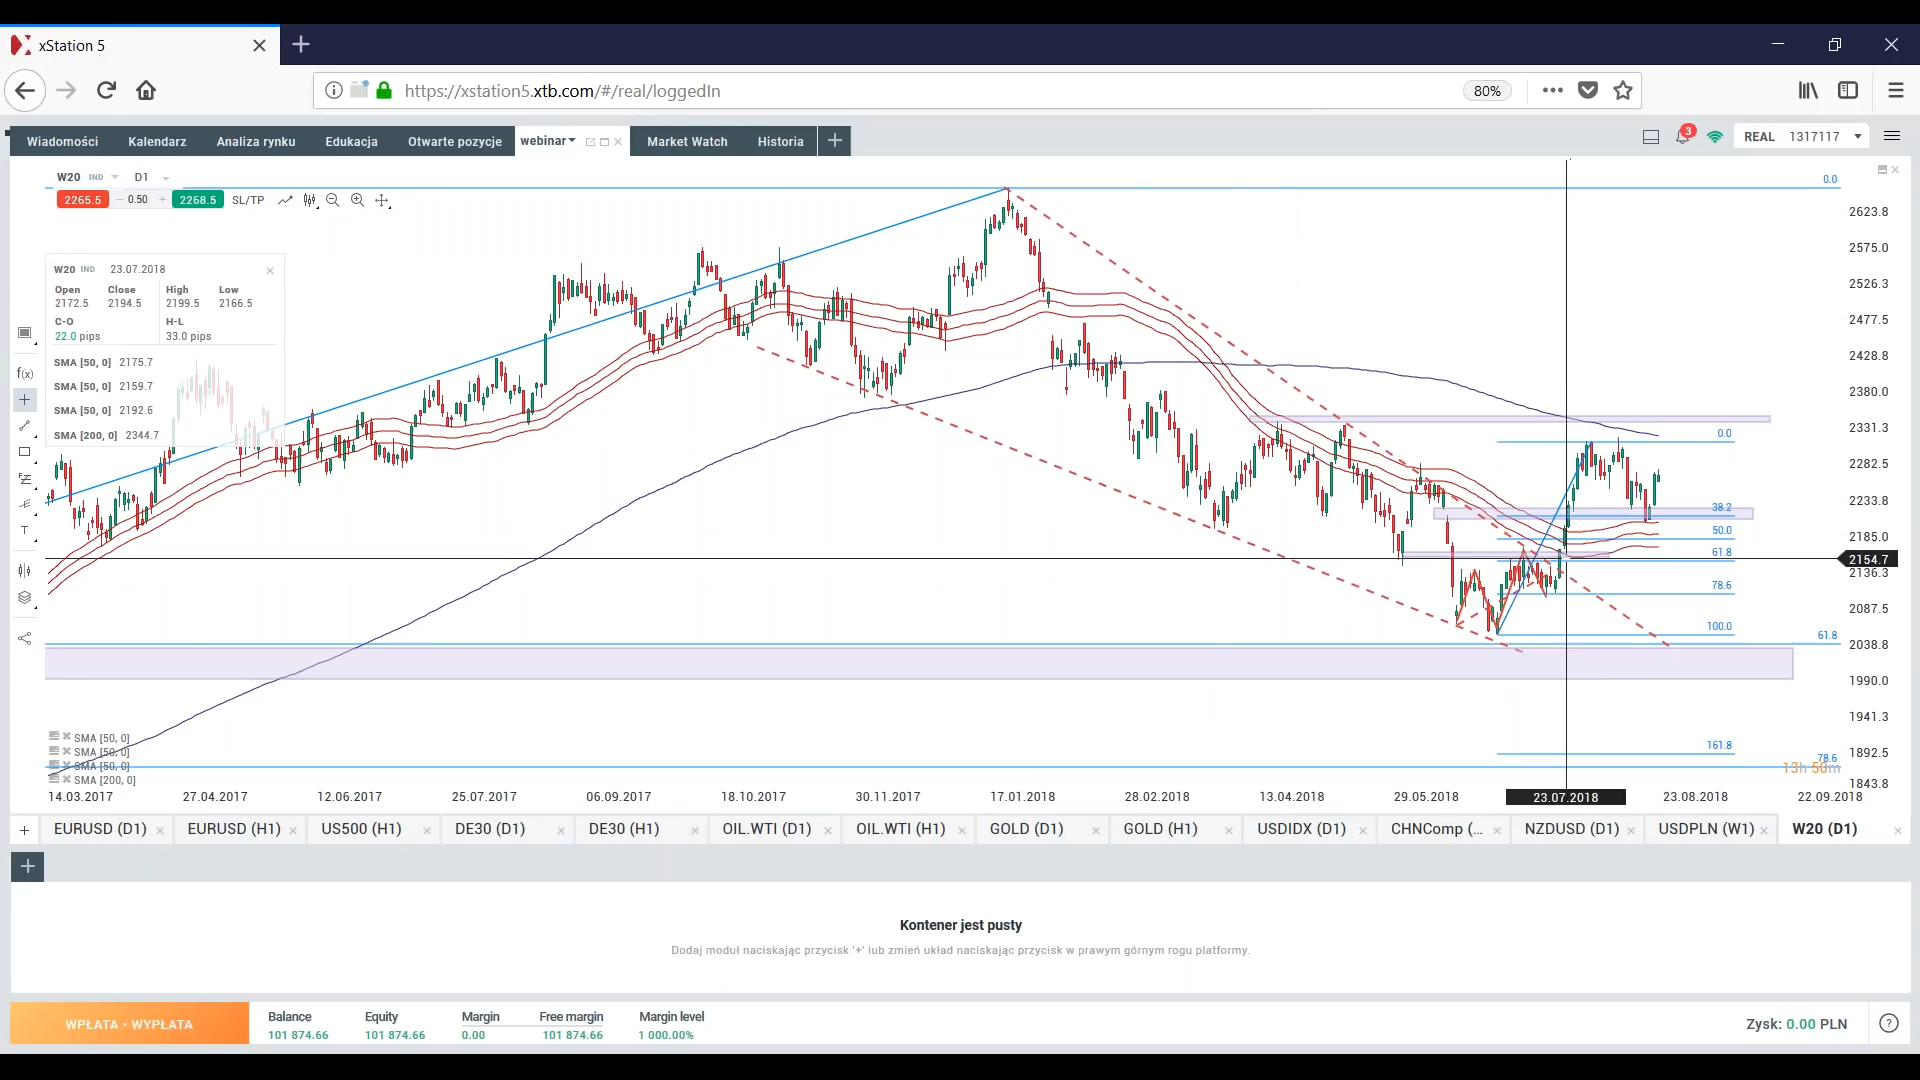 xStation 5
https://xstation5.xtb.com/#/real/loggedIn
80%
Wiadomości Kalendarz Analiza rynku Edukacja Otwarte pozycje webinar Market Watch Historia
3
REAL 1317117
W20 IND D1
2265.5 0.50 2268.5 SL/TP
W20 IND 23.07.2018
Open Close High Low
2172.5 2194.5 2199.5 2166.5
C-O H-L
22.0 pips 33.0 pips
SMA [50, 0] 2175.7
SMA [50, 0] 2159.7
SMA [50, 0] 2192.6
SMA [200, 0] 2344.7
f(x)
T
0.0
2623.8
2575.0
2526.3
2477.5
2428.8
2380.0
2331.3
0.0
2282.5
2233.8
38.2
50.0
2185.0
61.8
2154.7
2136.3
78.6
2087.5
100.0
61.8
2038.8
1990.0
1941.3
161.8
1892.5
78.6
13h 50m
1843.8
SMA [50, 0]
SMA [50, 0]
SMA [50, 0]
SMA [200, 0]
14.03.2017 27.04.2017 12.06.2017 25.07.2017 06.09.2017 18.10.2017 30.11.2017 17.01.2018 28.02.2018 13.04.2018 29.05.2018 23.07.2018 23.08.2018 22.09.2018
EURUSD (D1) EURUSD (H1) US500 (H1) DE30 (D1) DE30 (H1) OIL.WTI (D1) OIL.WTI (H1) GOLD (D1) GOLD (H1) USDIDX (D1) CHNComp (... NZDUSD (D1) USDPLN (W1) W20 (D1)
Kontener jest pusty
Dodaj moduł naciskając przycisk '+' lub zmień układ naciskając przycisk w prawym górnym rogu platformy.
WPŁATA • WYPŁATA
Balance Equity Margin Free margin Margin level
101 874.66 101 874.66 0.00 101 874.66 1 000.00%
Zysk: 0.00 PLN